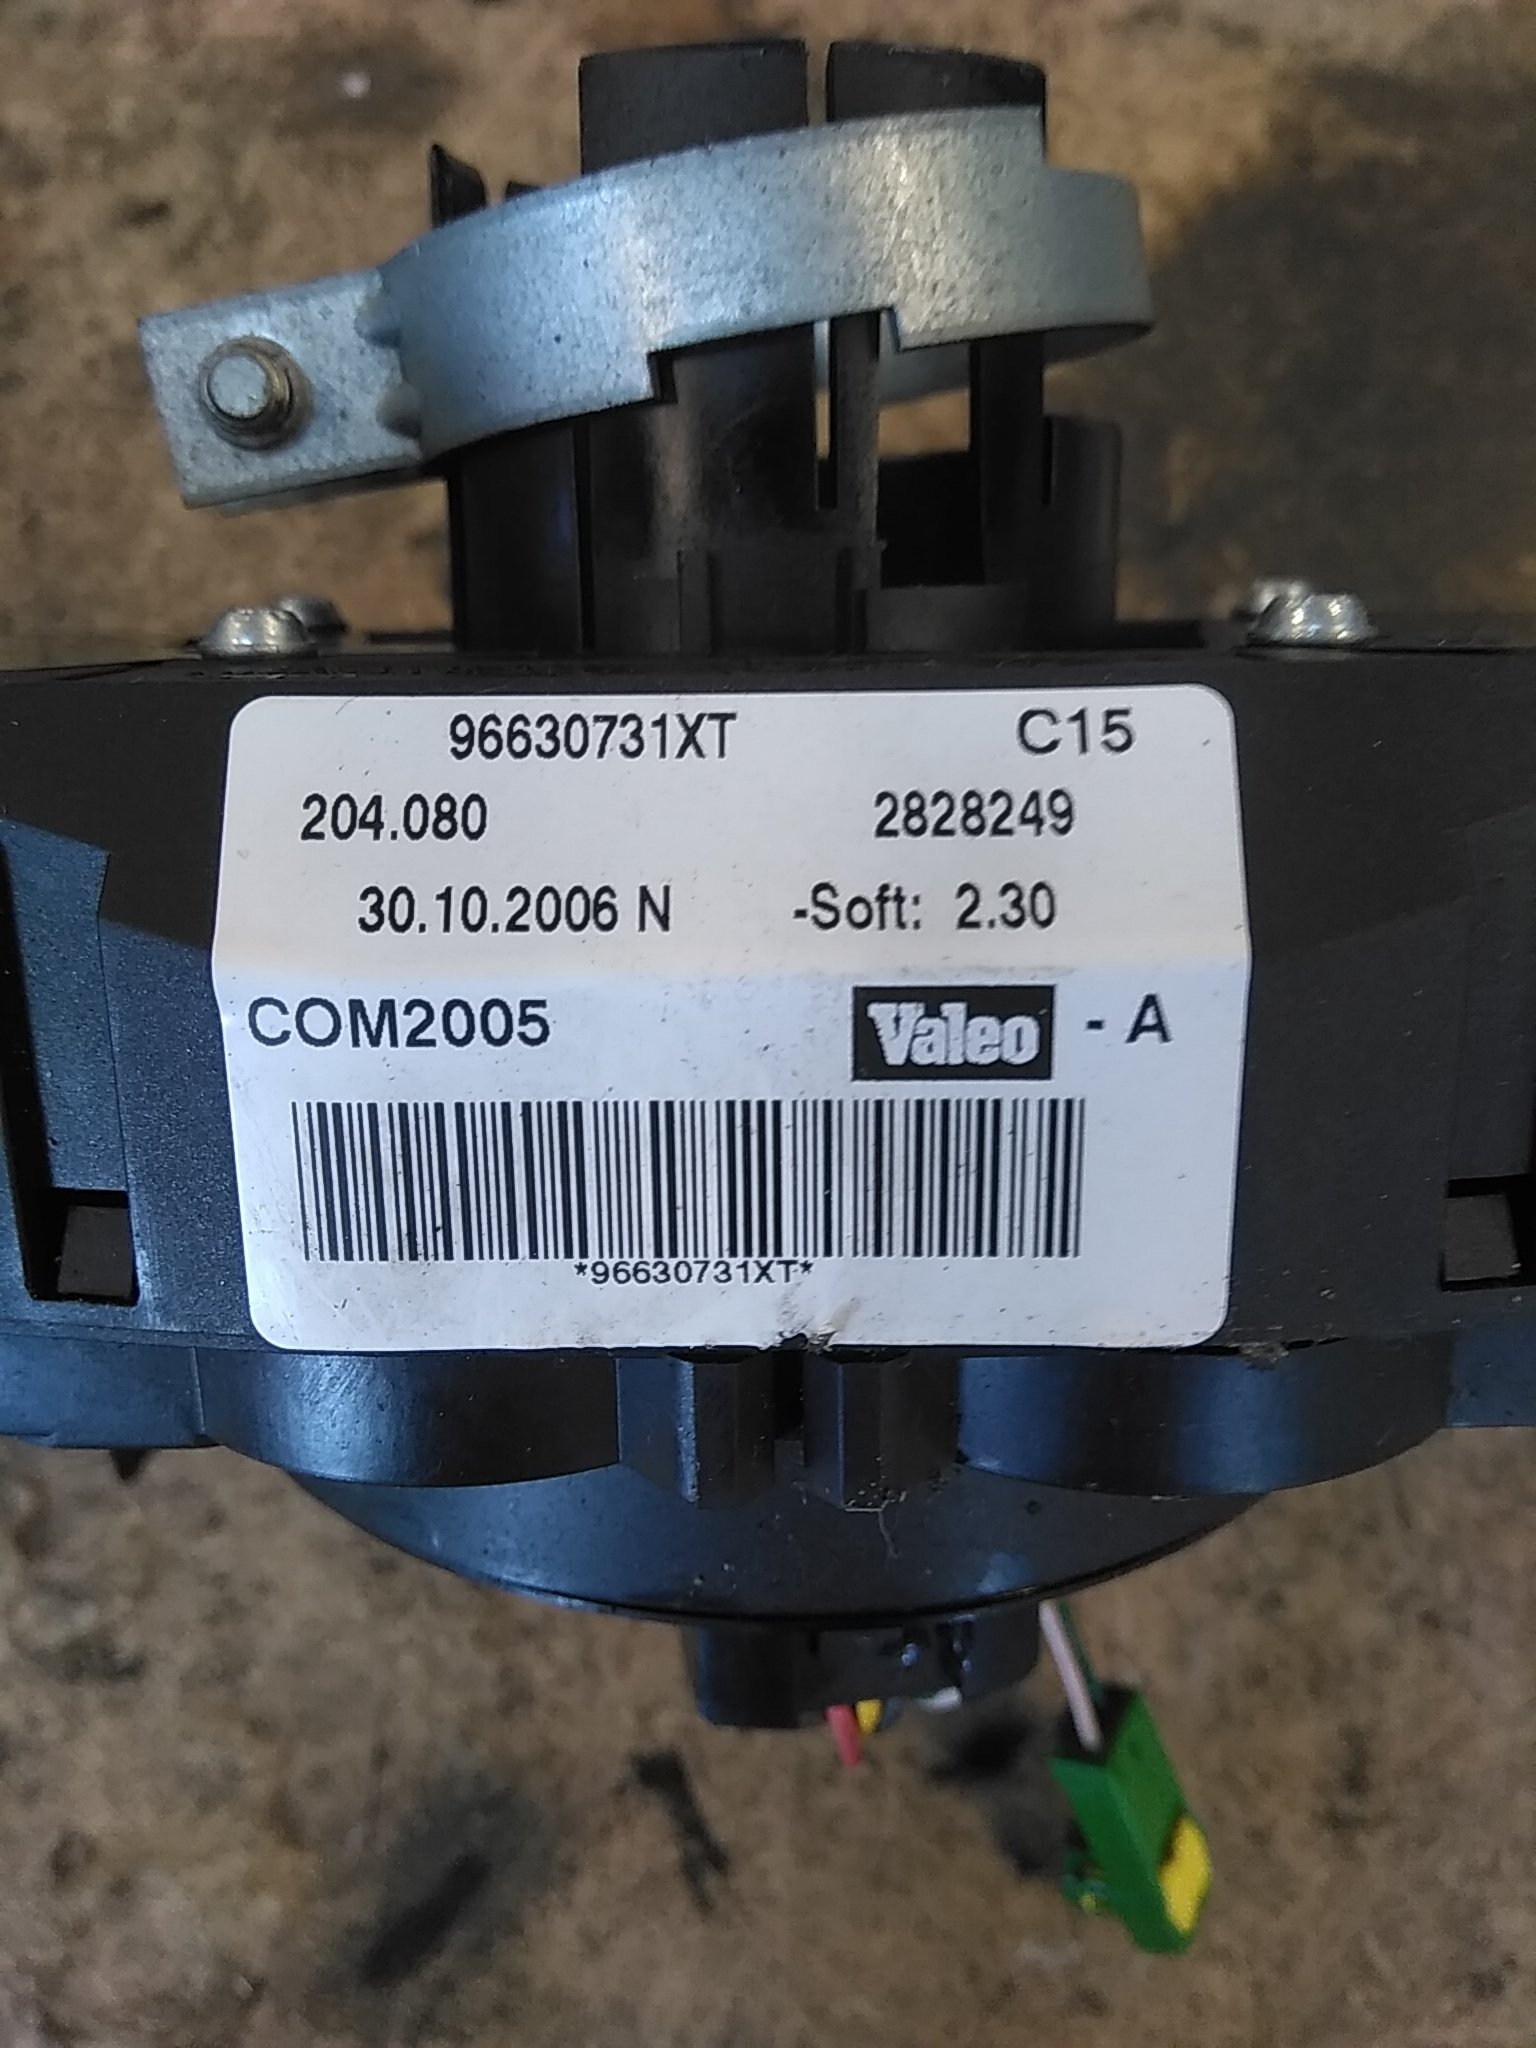 96630731XT C15
204.080 2828249
30.10.2006 N -Soft: 2.30
COM2005 Valeo - A
*96630731XT*